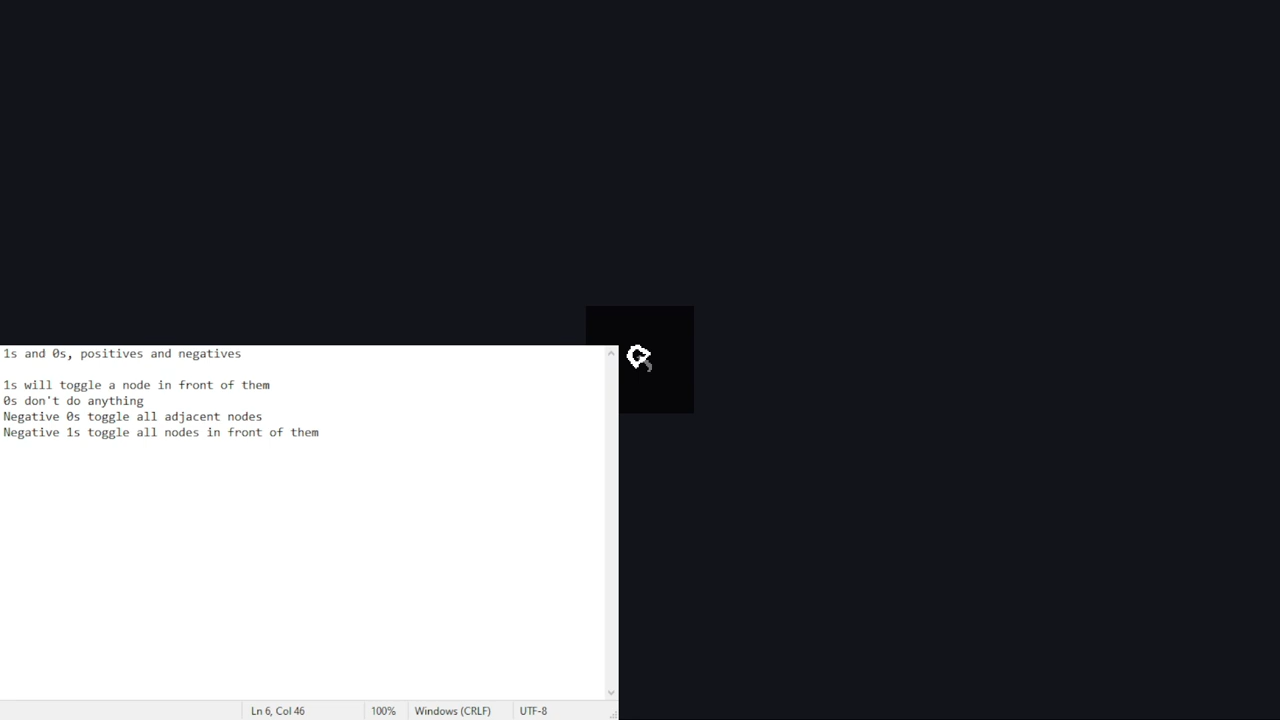 1s and 0s, positives and negatives
1s will toggle a node in front of them
0s don't do anything
Negative 0s toggle all adjacent nodes
Negative 1s toggle all nodes in front of them
Ln 6, Col 46 100% Windows (CRLF) UTF-8